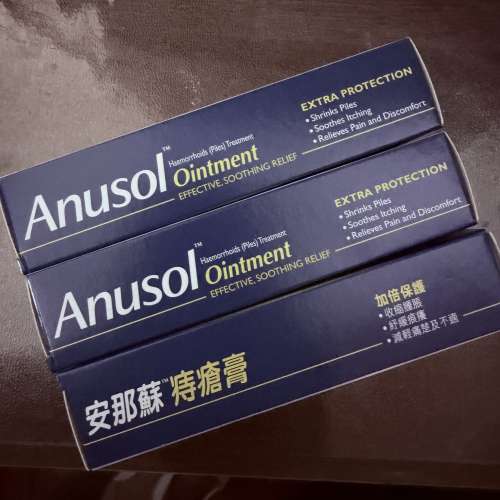 Anusol™
Haemorrhoids (Piles) Treatment
Ointment
EFFECTIVE, SOOTHING RELIEF
EXTRA PROTECTION
• Shrinks Piles
• Soothes Itching
• Relieves Pain and Discomfort
Anusol™
Haemorrhoids (Piles) Treatment
Ointment
EFFECTIVE, SOOTHING RELIEF
EXTRA PROTECTION
• Shrinks Piles
• Soothes Itching
• Relieves Pain and Discomfort
安那蘇™痔瘡膏
加倍保護
• 收縮腫脹
• 紓緩痕癢
• 減輕痛楚及不適